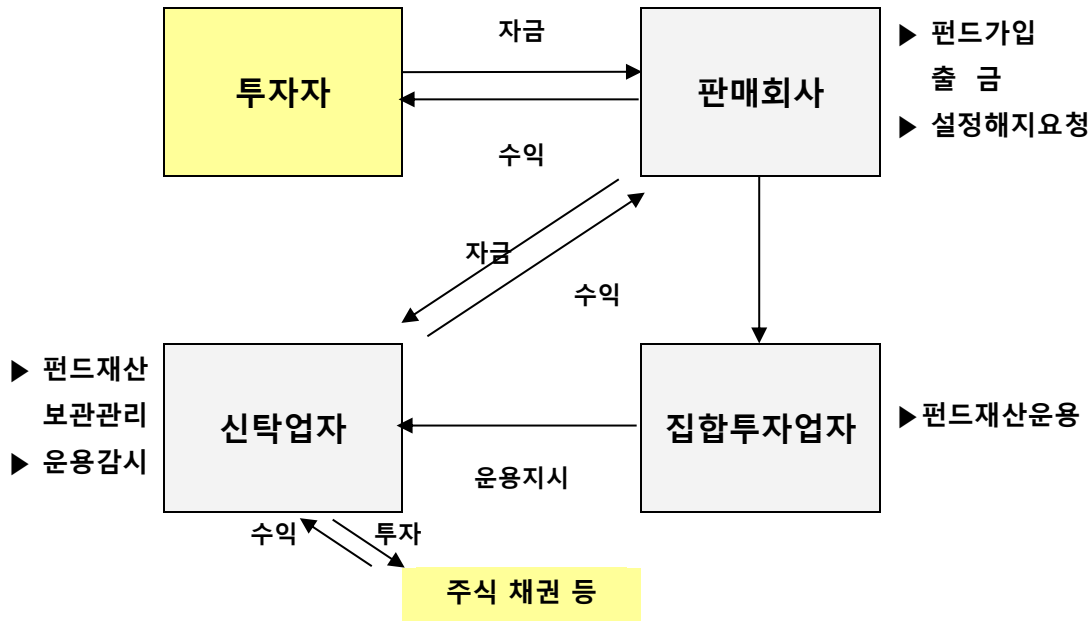 자금
투자자
판매회사
수익
▶ 펀드가입
출 금
▶ 설정해지요청
자금
수익
▶ 펀드재산
보관관리
▶ 운용감시
신탁업자
집합투자업자
▶펀드재산운용
운용지시
수익
투자
주식 채권 등